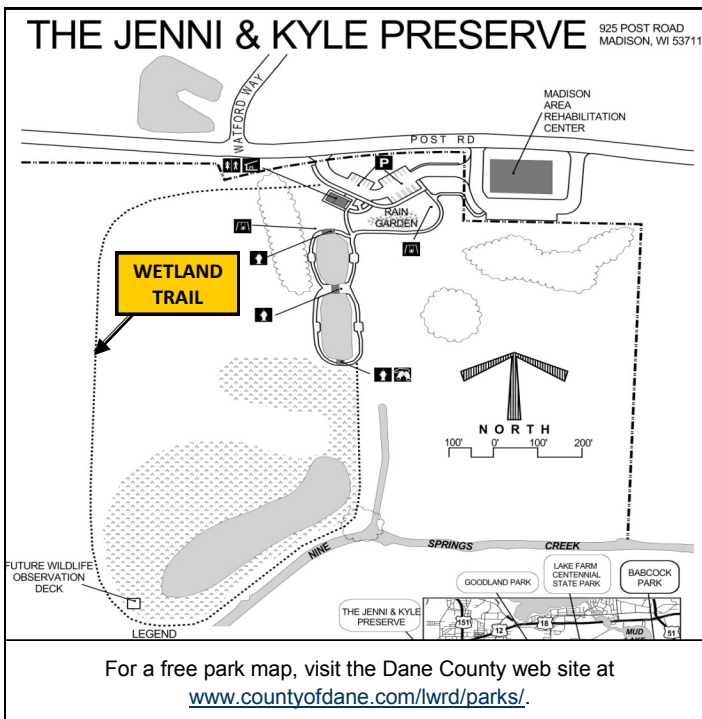 THE JENNI & KYLE PRESERVE
925 POST ROAD
MADISON, WI 53711
WATFORD WAY
MADISON
AREA
REHABILITATION
CENTER
POST RD
P
RAIN
GARDEN
WETLAND
TRAIL
NORTH
100' 0' 100' 200'
NINE SPRINGS CREEK
FUTURE WILDLIFE
OBSERVATION
DECK
LEGEND
THE JENNI & KYLE
PRESERVE
GOODLAND PARK
LAKE FARM
CENTENNIAL
STATE PARK
BABCOCK
PARK
151
12
18
51
MUD
LAKE
For a free park map, visit the Dane County web site at
www.countyofdane.com/lwrd/parks/.